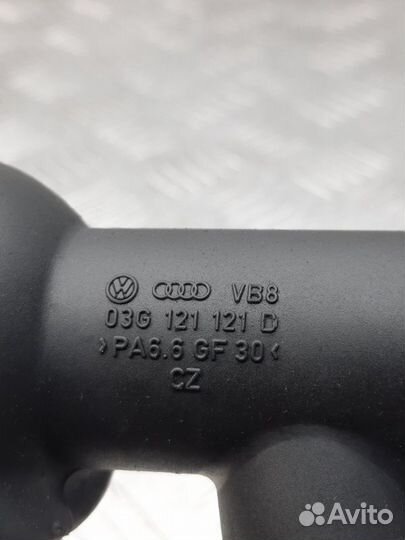 VB8
03G 121 121 D
>PA6.6 GF 30<
CZ
Avito